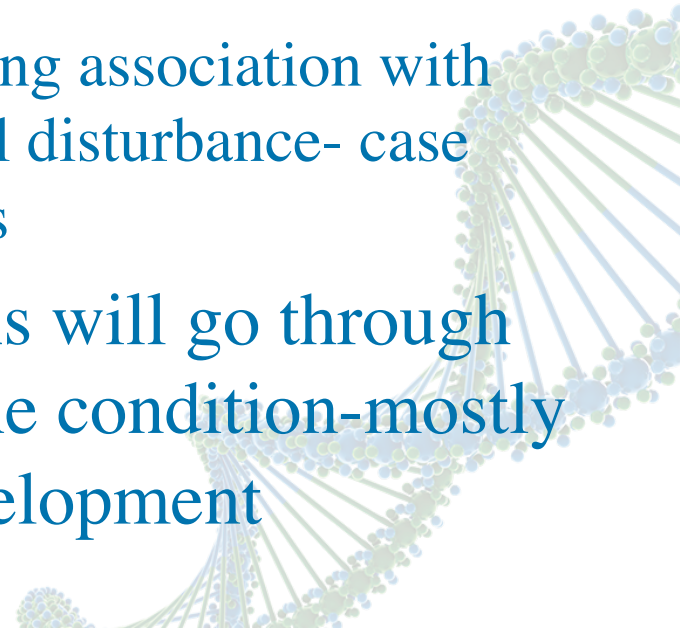 ng association with
l disturbance- case
s
s will go through
e condition-mostly
elopment